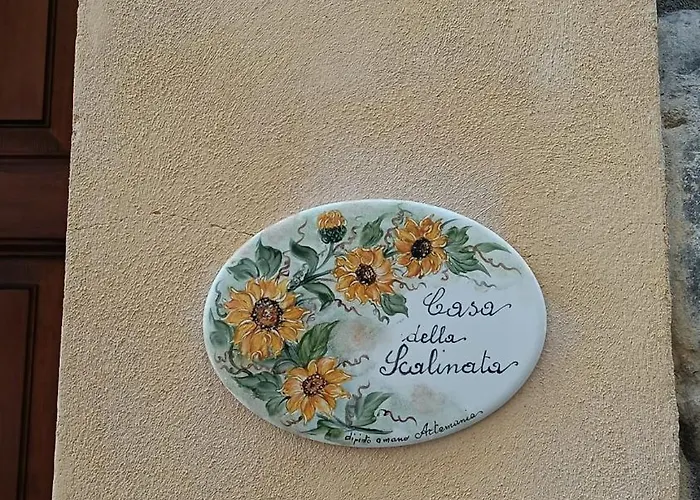 Casa
della
Scalinata
dipinto a mano Artemania